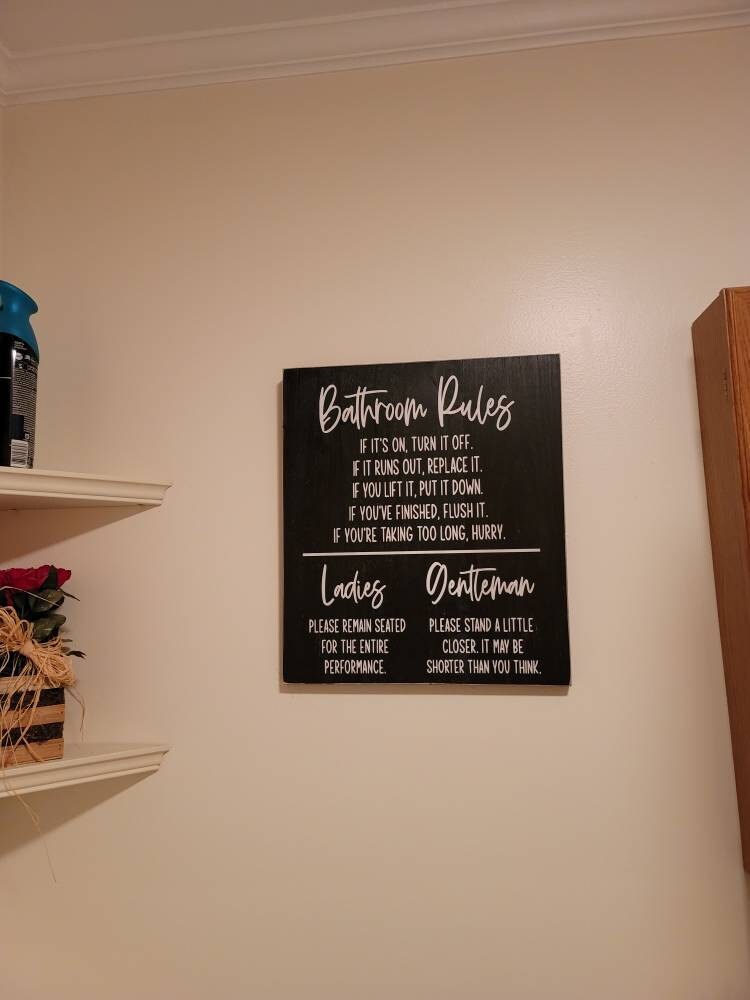 Bathroom Rules
IF IT'S ON, TURN IT OFF.
IF IT RUNS OUT, REPLACE IT.
IF YOU LIFT IT, PUT IT DOWN.
IF YOU'VE FINISHED, FLUSH IT.
IF YOU'RE TAKING TOO LONG, HURRY.
Ladies
PLEASE REMAIN SEATED
FOR THE ENTIRE
PERFORMANCE.
Gentleman
PLEASE STAND A LITTLE
CLOSER. IT MAY BE
SHORTER THAN YOU THINK.